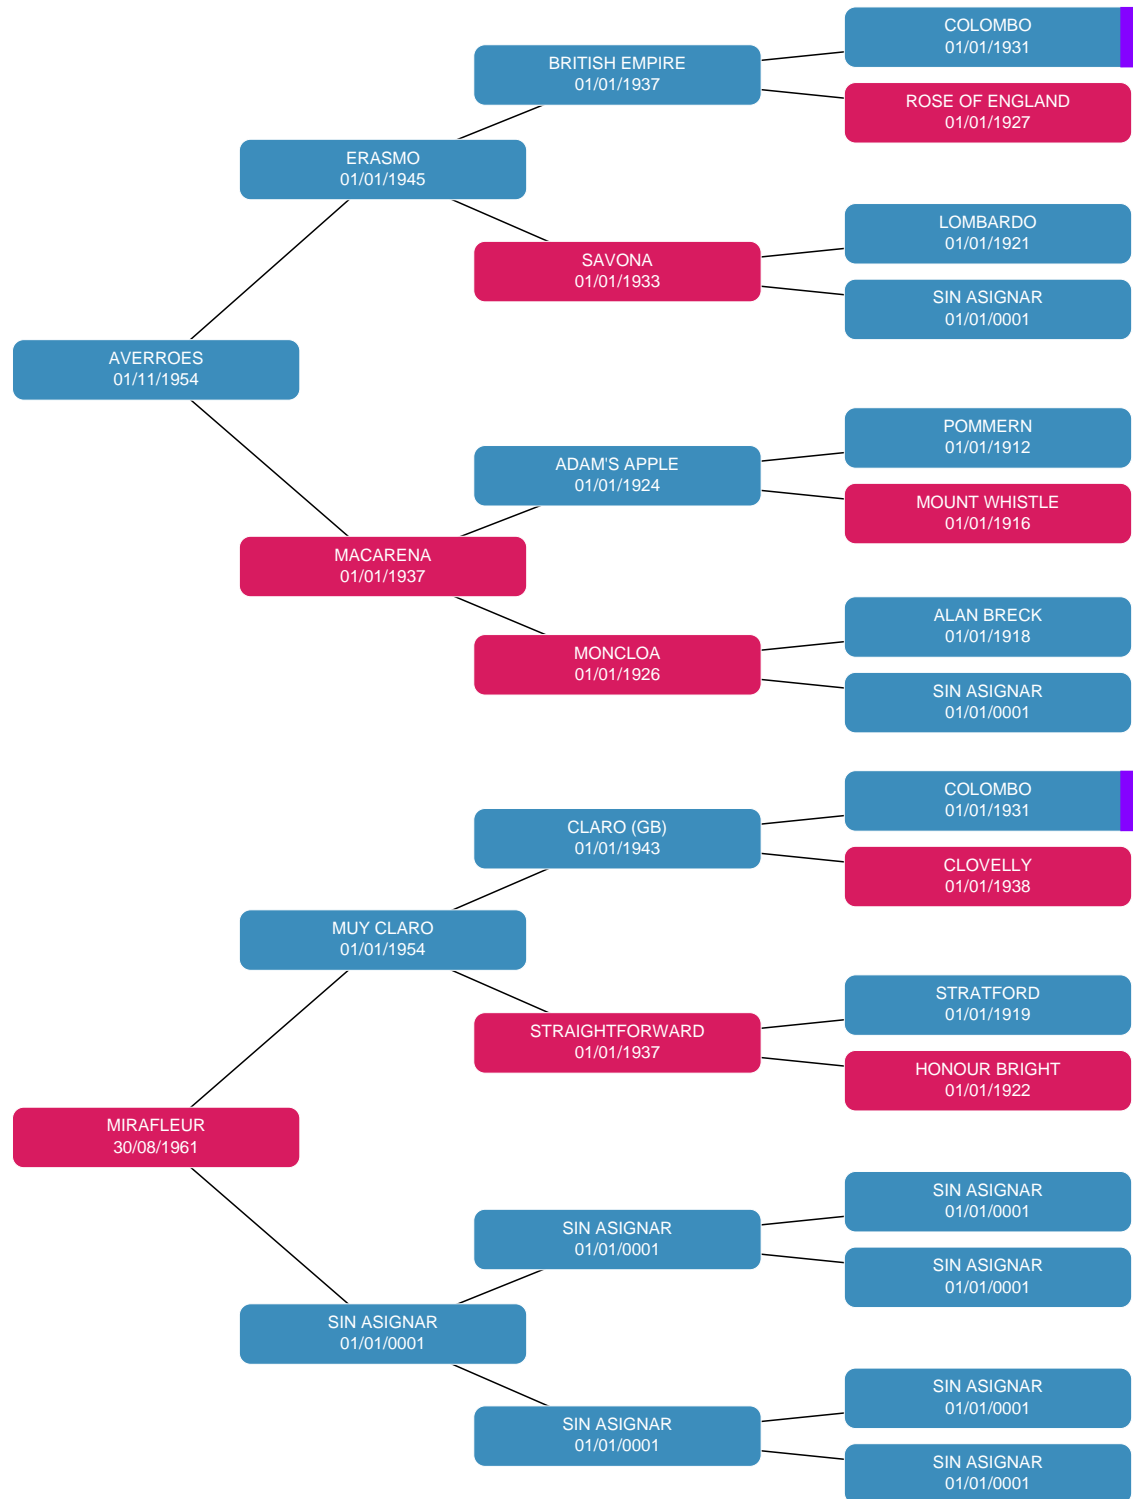 COLOMBO
01/01/1931
BRITISH EMPIRE
01/01/1937
ROSE OF ENGLAND
01/01/1927
ERASMO
01/01/1945
LOMBARDO
01/01/1921
SAVONA
01/01/1933
SIN ASIGNAR
01/01/0001
AVERROES
01/11/1954
POMMERN
01/01/1912
ADAM'S APPLE
01/01/1924
MOUNT WHISTLE
01/01/1916
MACARENA
01/01/1937
ALAN BRECK
01/01/1918
MONCLOA
01/01/1926
SIN ASIGNAR
01/01/0001
COLOMBO
01/01/1931
CLARO (GB)
01/01/1943
CLOVELLY
01/01/1938
MUY CLARO
01/01/1954
STRATFORD
01/01/1919
STRAIGHTFORWARD
01/01/1937
HONOUR BRIGHT
01/01/1922
MIRAFLEUR
30/08/1961
SIN ASIGNAR
01/01/0001
SIN ASIGNAR
01/01/0001
SIN ASIGNAR
01/01/0001
SIN ASIGNAR
01/01/0001
SIN ASIGNAR
01/01/0001
SIN ASIGNAR
01/01/0001
SIN ASIGNAR
01/01/0001